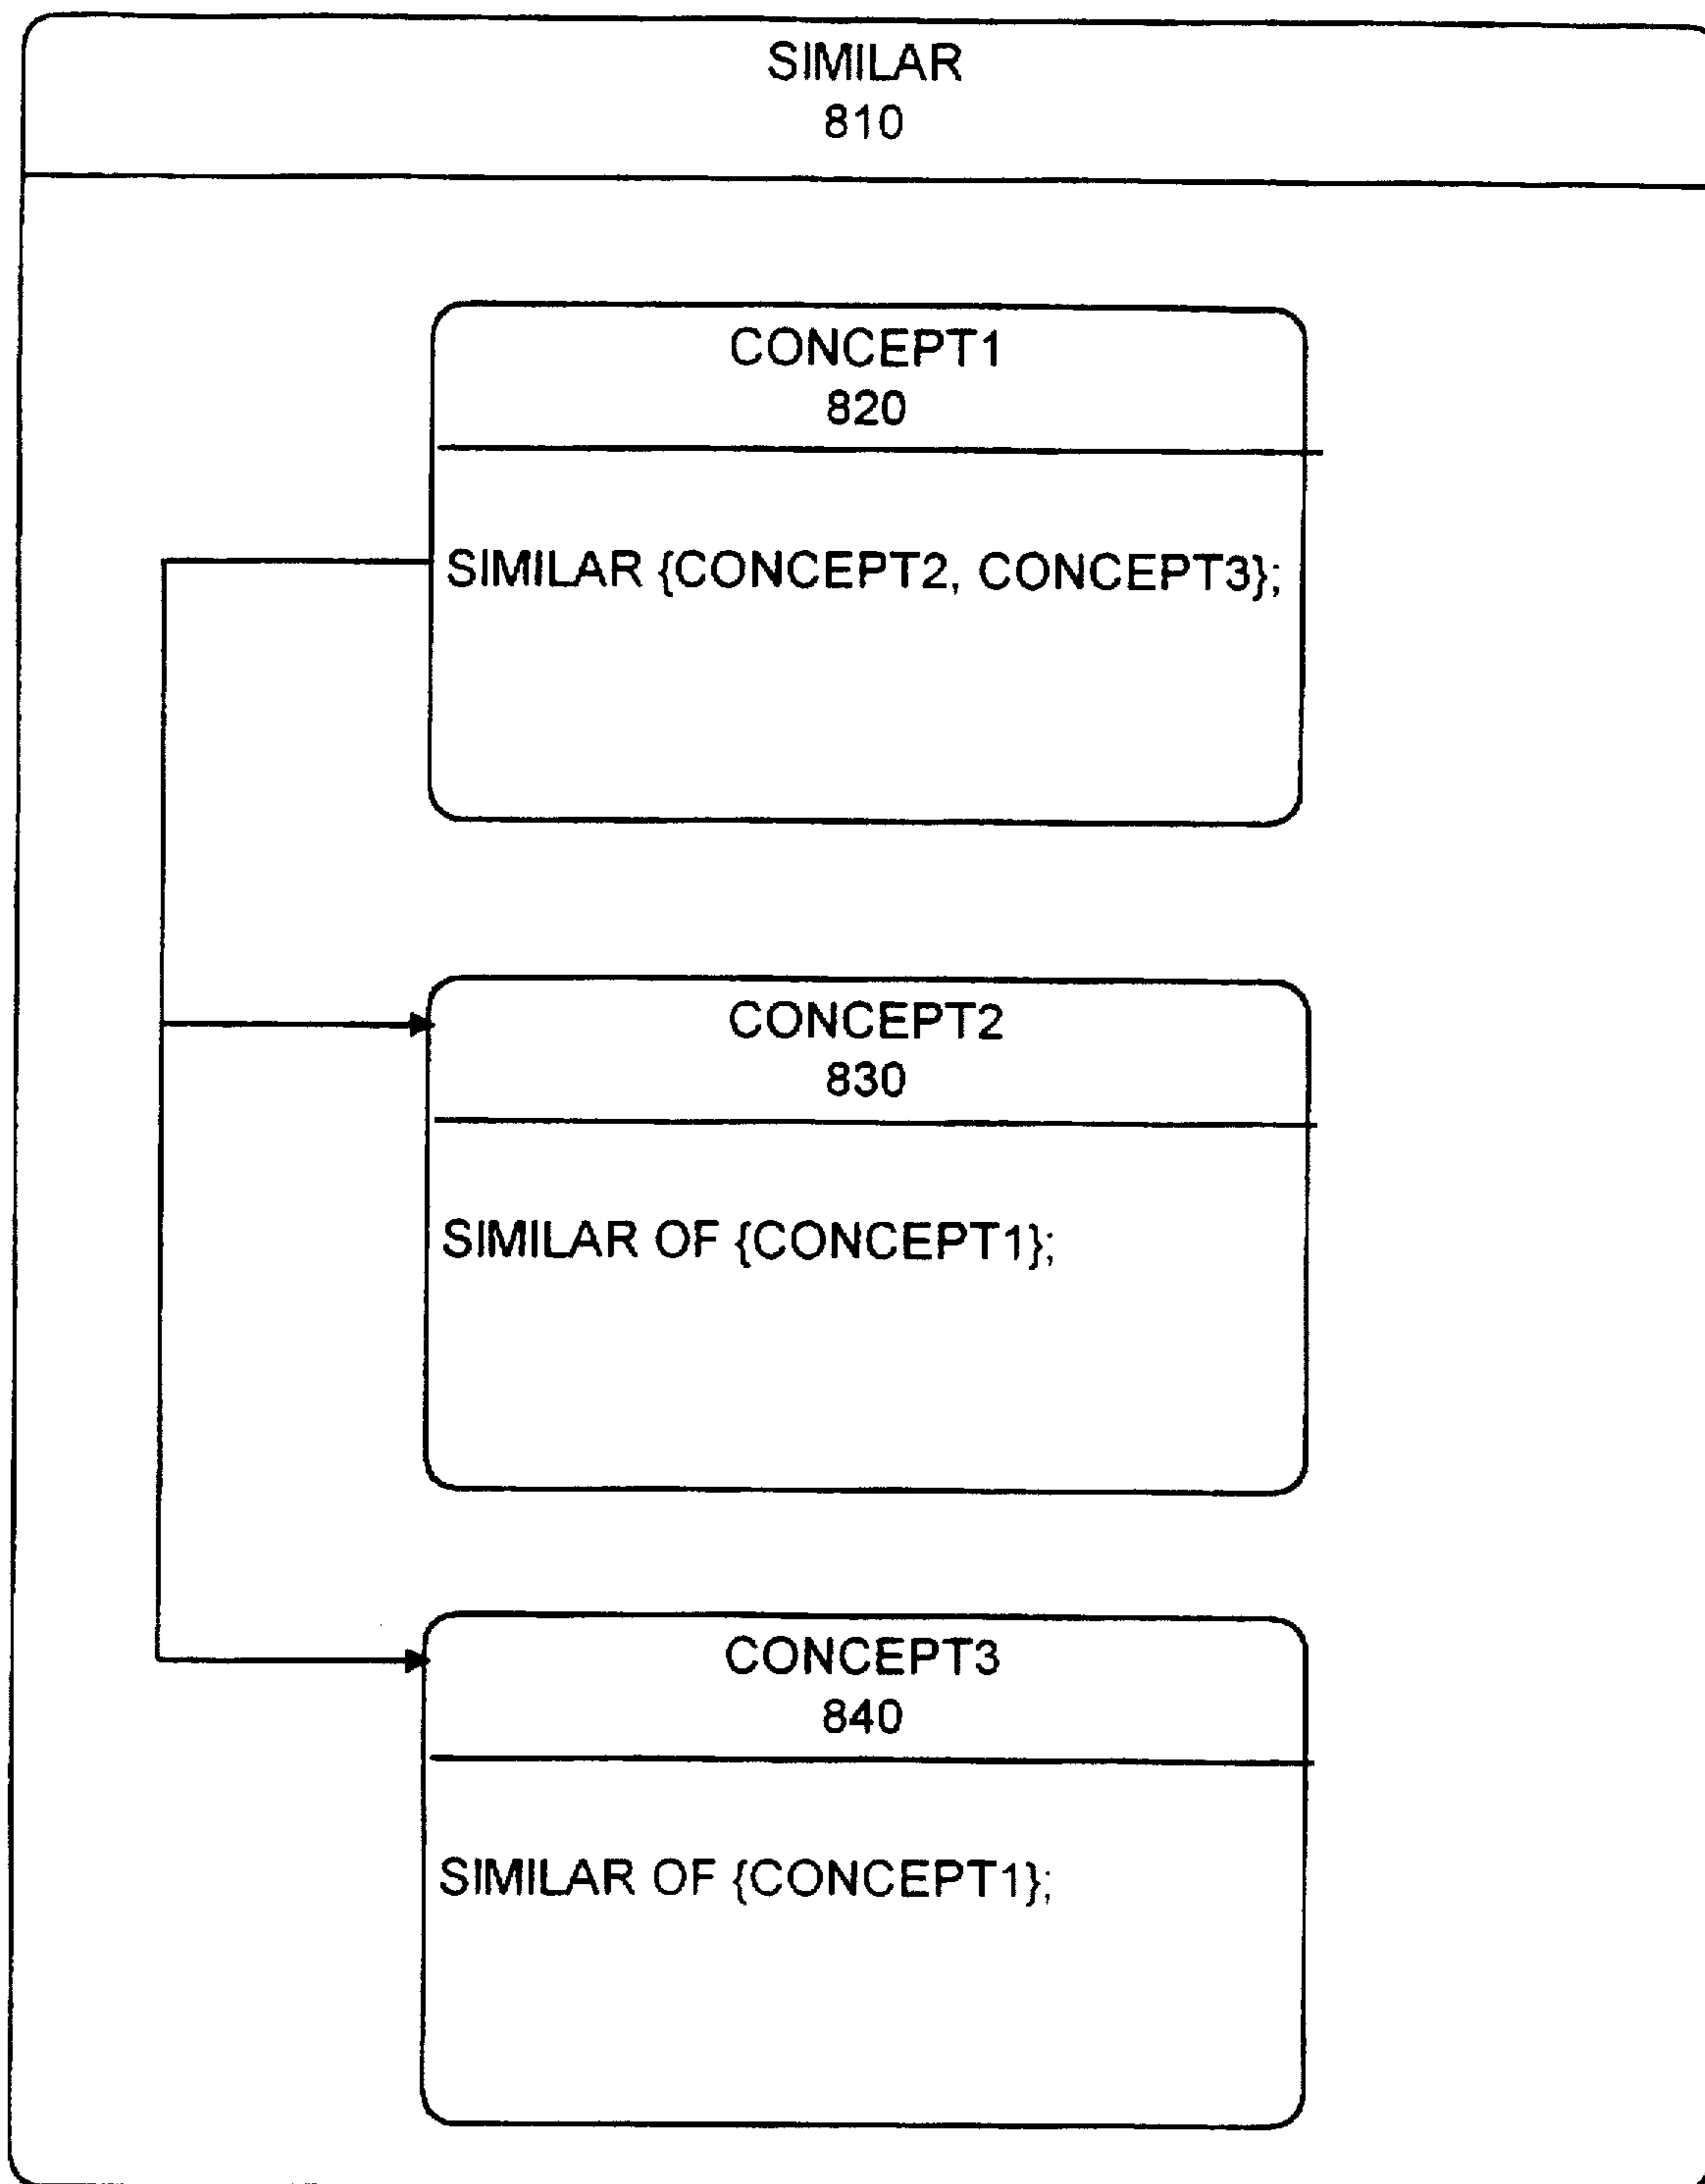 SIMILAR
810
CONCEPT1
820
SIMILAR {CONCEPT2, CONCEPT3};
CONCEPT2
830
SIMILAR OF {CONCEPT1};
CONCEPT3
840
SIMILAR OF {CONCEPT1};